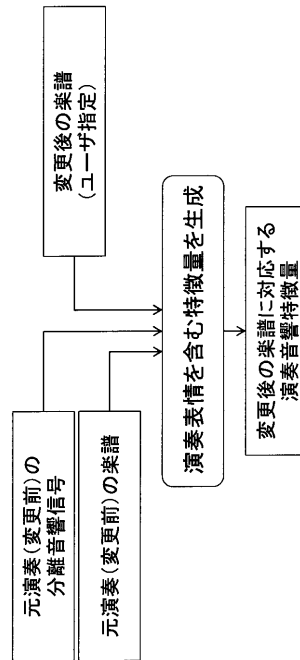 元演奏(変更前)の
分離音響信号
元演奏(変更前)の楽譜
変更後の楽譜
(ユーザ指定)
演奏表情を含む特徴量を生成
変更後の楽譜に対応する
演奏音響特徴量